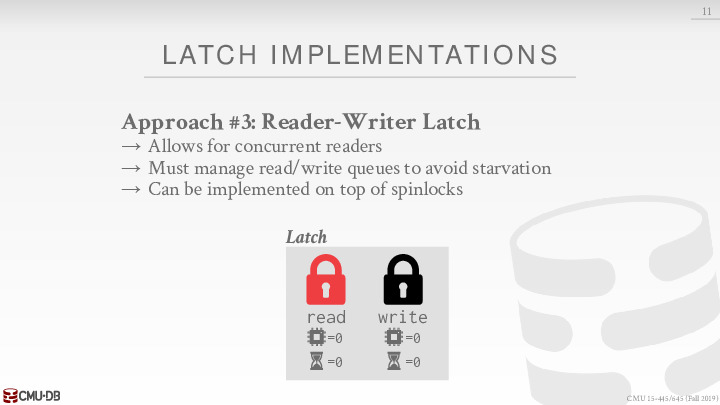 11
LATCH IMPLEMENTATIONS
Approach #3: Reader-Writer Latch
→ Allows for concurrent readers
→ Must manage read/write queues to avoid starvation
→ Can be implemented on top of spinlocks
Latch
read write
=0 =0
=0 =0
CMU·DB
CMU 15-445/645 (Fall 2019)